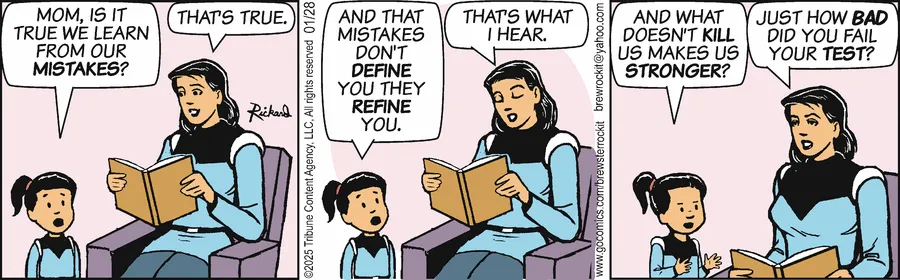 MOM, IS IT
TRUE WE LEARN
FROM OUR
MISTAKES?
THAT'S TRUE.
Richard
©2025 Tribune Content Agency, LLC, All rights reserved 01/28
AND THAT
MISTAKES
DON'T
DEFINE
YOU THEY
REFINE
YOU.
THAT'S WHAT
I HEAR.
www.gocomics.com/brewsterrockit brewrockit@yahoo.com
AND WHAT
DOESN'T KILL
US MAKES US
STRONGER?
JUST HOW BAD
DID YOU FAIL
YOUR TEST?